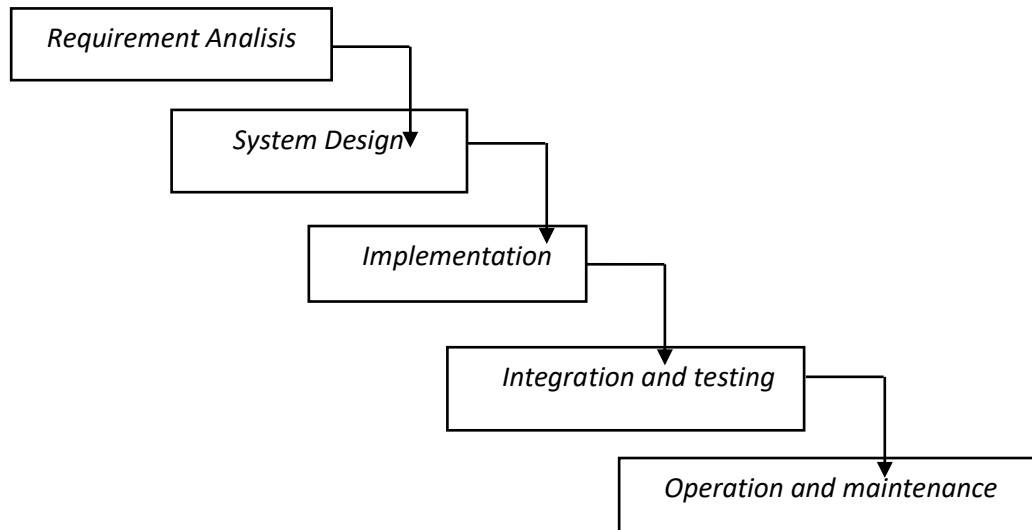 Requirement Analisis
System Design
Implementation
Integration and testing
Operation and maintenance